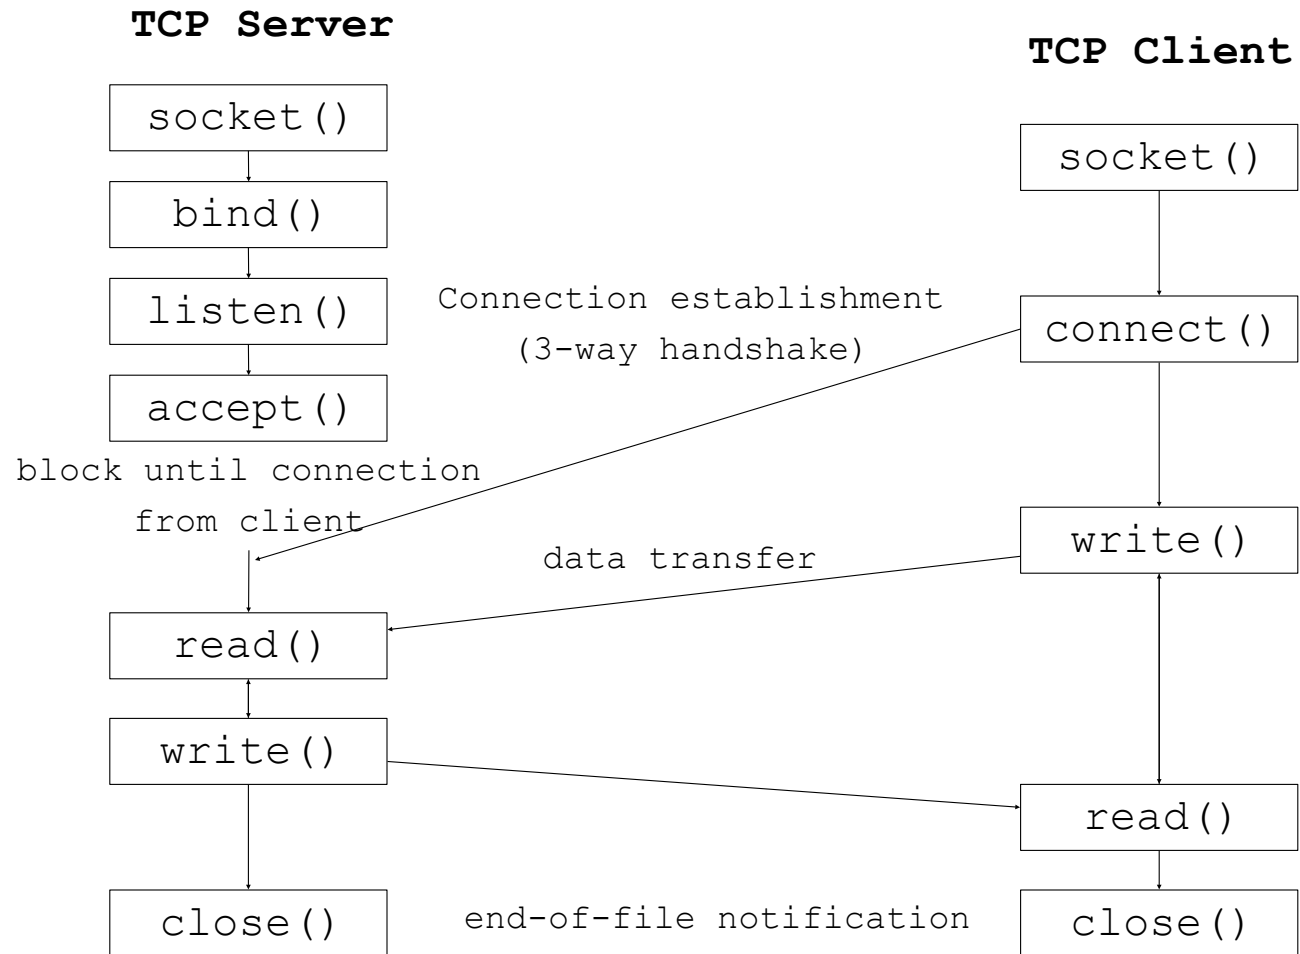 TCP Server
TCP Client
socket()
socket()
bind()
listen()
Connection establishment
(3-way handshake)
connect()
accept()
block until connection
from client
write()
data transfer
read()
write()
read()
close()
end-of-file notification
close()